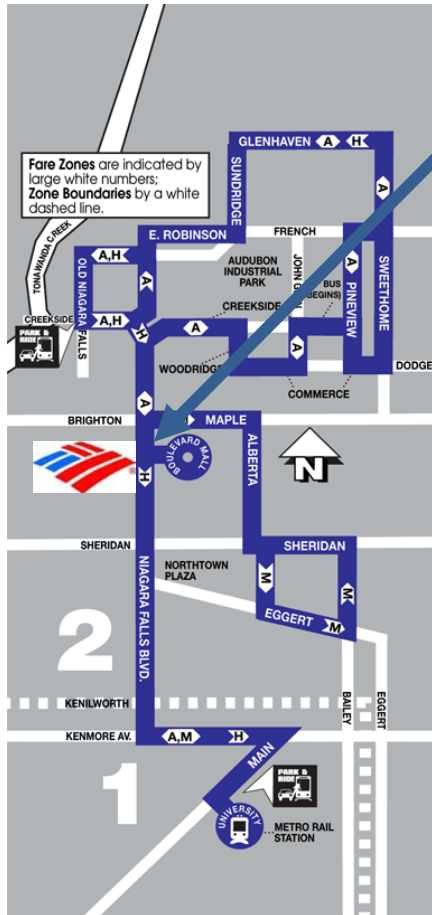 GLENHAVEN A H
SUNDRIDGE
A
Fare Zones are indicated by
large white numbers;
Zone Boundaries by a white
dashed line.
E. ROBINSON
FRENCH
TONAWANDA CREEK
A,H
OLD NIAGARA
FALLS
A
AUDUBON
INDUSTRIAL
PARK
JOHN
BUS
BEGINS)
A
PINEVIEW
SWEETHOME
CREEKSIDE
CREEKSIDE
A,H
H
A
PARK &
RIDE
WOODRIDGE
A
DODGE
COMMERCE
A
BRIGHTON
MAPLE
BOULEVARD MALL
ALBERTA
N
H
SHERIDAN
SHERIDAN
NORTHTOWN
PLAZA
M
M
EGGERT
M
NIAGARA FALLS BLVD.
2
KENILWORTH
BAILEY
EGGERT
KENMORE AV.
A,M
H
MAIN
1
PARK &
RIDE
UNIVERSITY
METRO RAIL
STATION